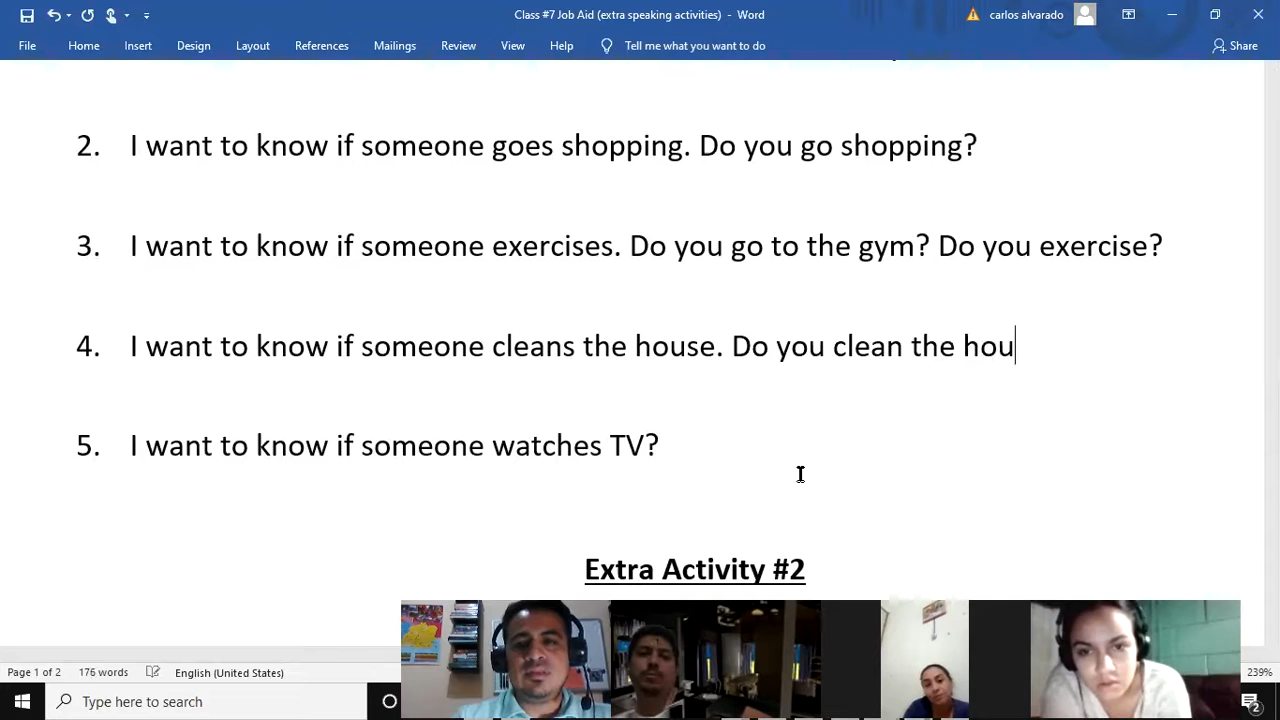 Class #7 Job Aid (extra speaking activities) - Word
carlos alvarado
File Home Insert Design Layout References Mailings Review View Help Tell me what you want to do Share
2. I want to know if someone goes shopping. Do you go shopping?
3. I want to know if someone exercises. Do you go to the gym? Do you exercise?
4. I want to know if someone cleans the house. Do you clean the hou
5. I want to know if someone watches TV?
Extra Activity #2
Page 1 of 2 176 words English (United States) 239%
Type here to search
2